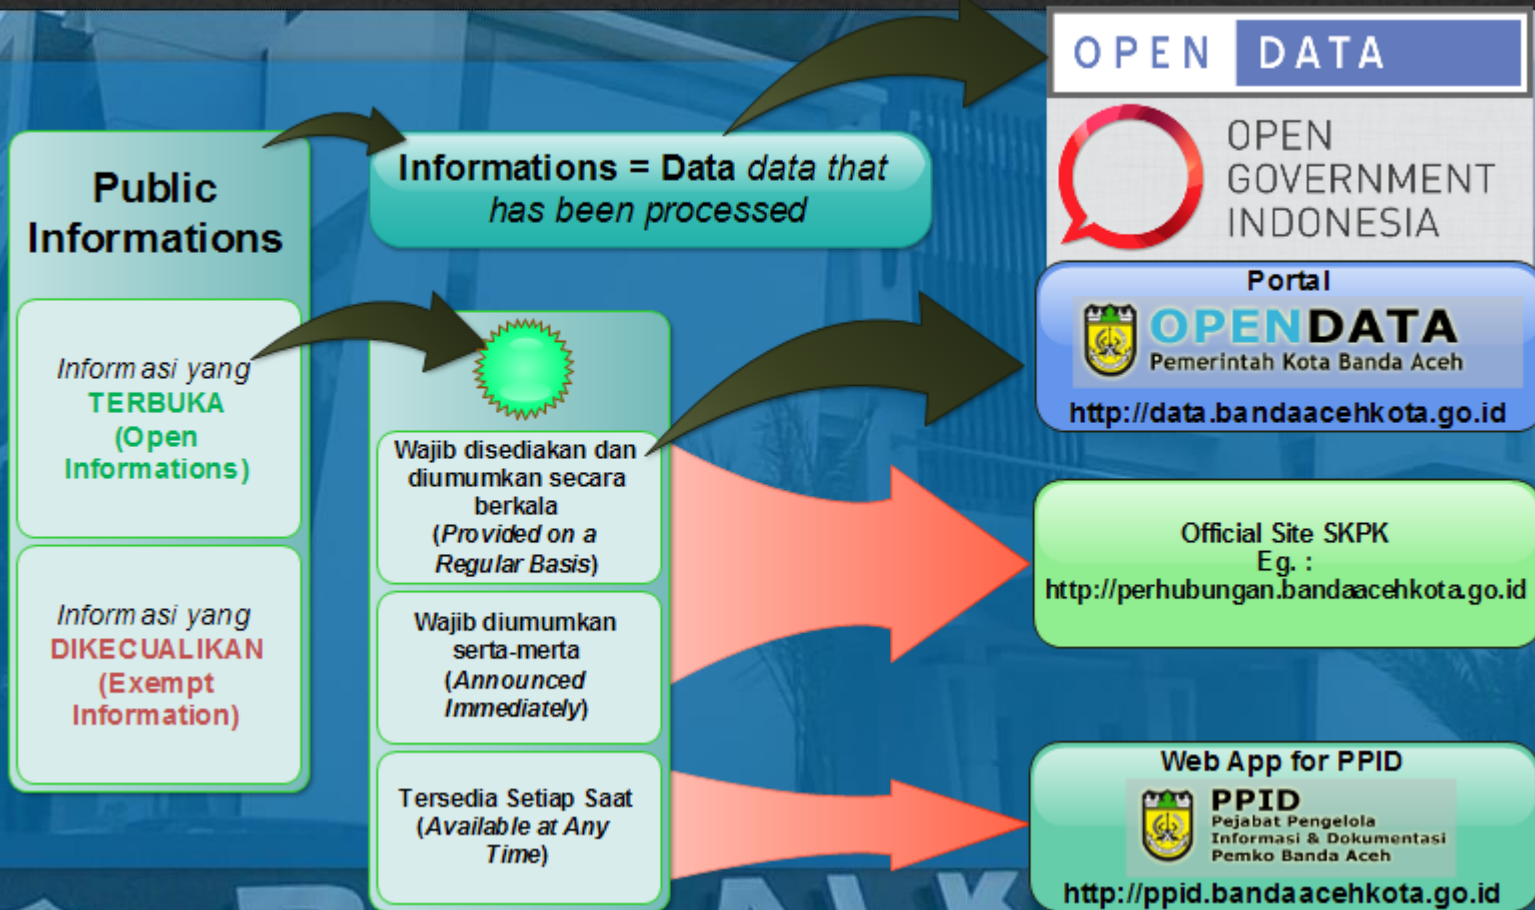 Public
Informations
Informasi yang
TERBUKA
(Open
Informations)
Informasi yang
DIKECUALIKAN
(Exempt
Information)
Informations = Data data that
has been processed
Wajib disediakan dan
diumumkan secara
berkala
(Provided on a
Regular Basis)
Wajib diumumkan
serta-merta
(Announced
Immediately)
Tersedia Setiap Saat
(Available at Any
Time)
OPEN DATA
OPEN
GOVERNMENT
INDONESIA
Portal
OPENDATA
Pemerintah Kota Banda Aceh
http://data.bandaacehkota.go.id
Official Site SKPK
Eg. :
http://perhubungan.bandaacehkota.go.id
Web App for PPID
PPID
Pejabat Pengelola
Informasi & Dokumentasi
Pemko Banda Aceh
http://ppid.bandaacehkota.go.id